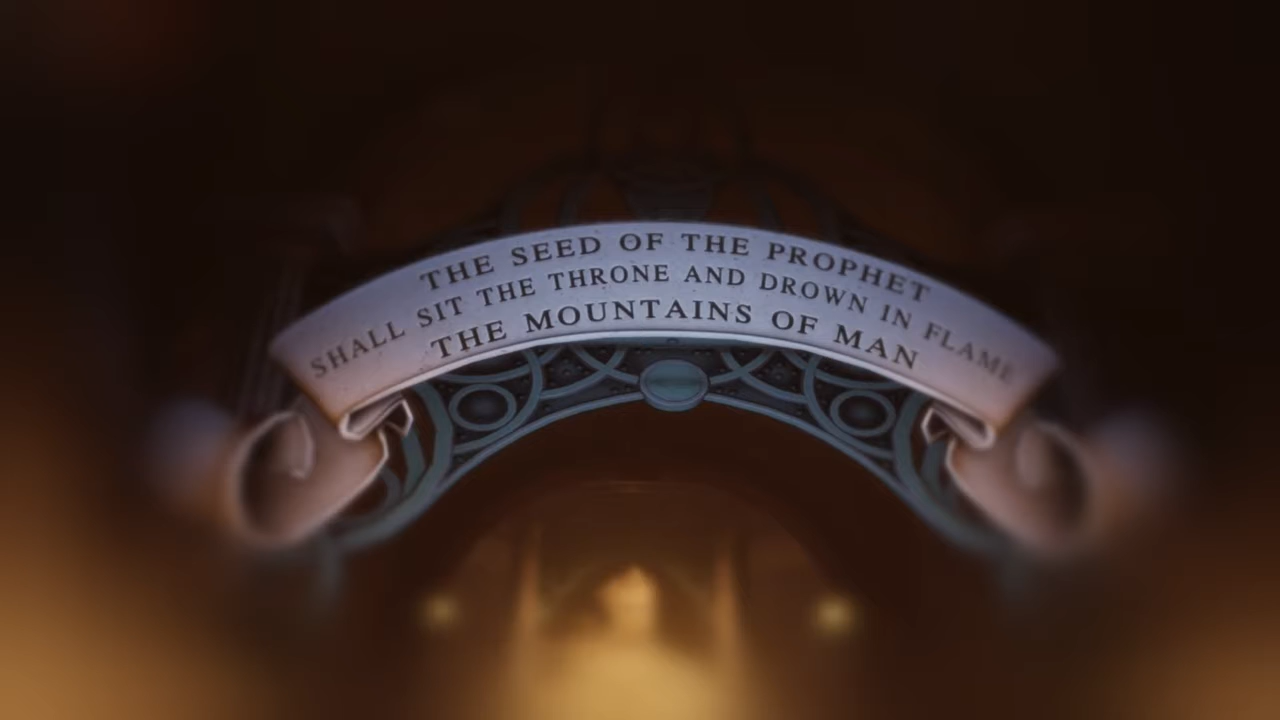 THE SEED OF THE PROPHET
SHALL SIT THE THRONE AND DROWN IN FLAME
THE MOUNTAINS OF MAN